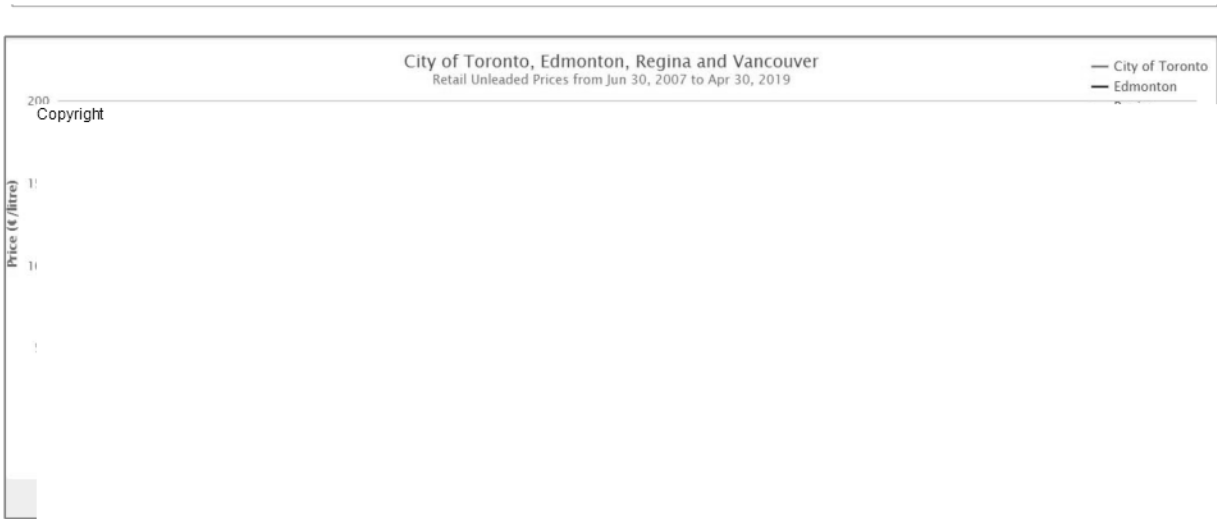 City of Toronto, Edmonton, Regina and Vancouver
Retail Unleaded Prices from Jun 30, 2007 to Apr 30, 2019
City of Toronto
Edmonton
200
Copyright
Price (¢/litre)